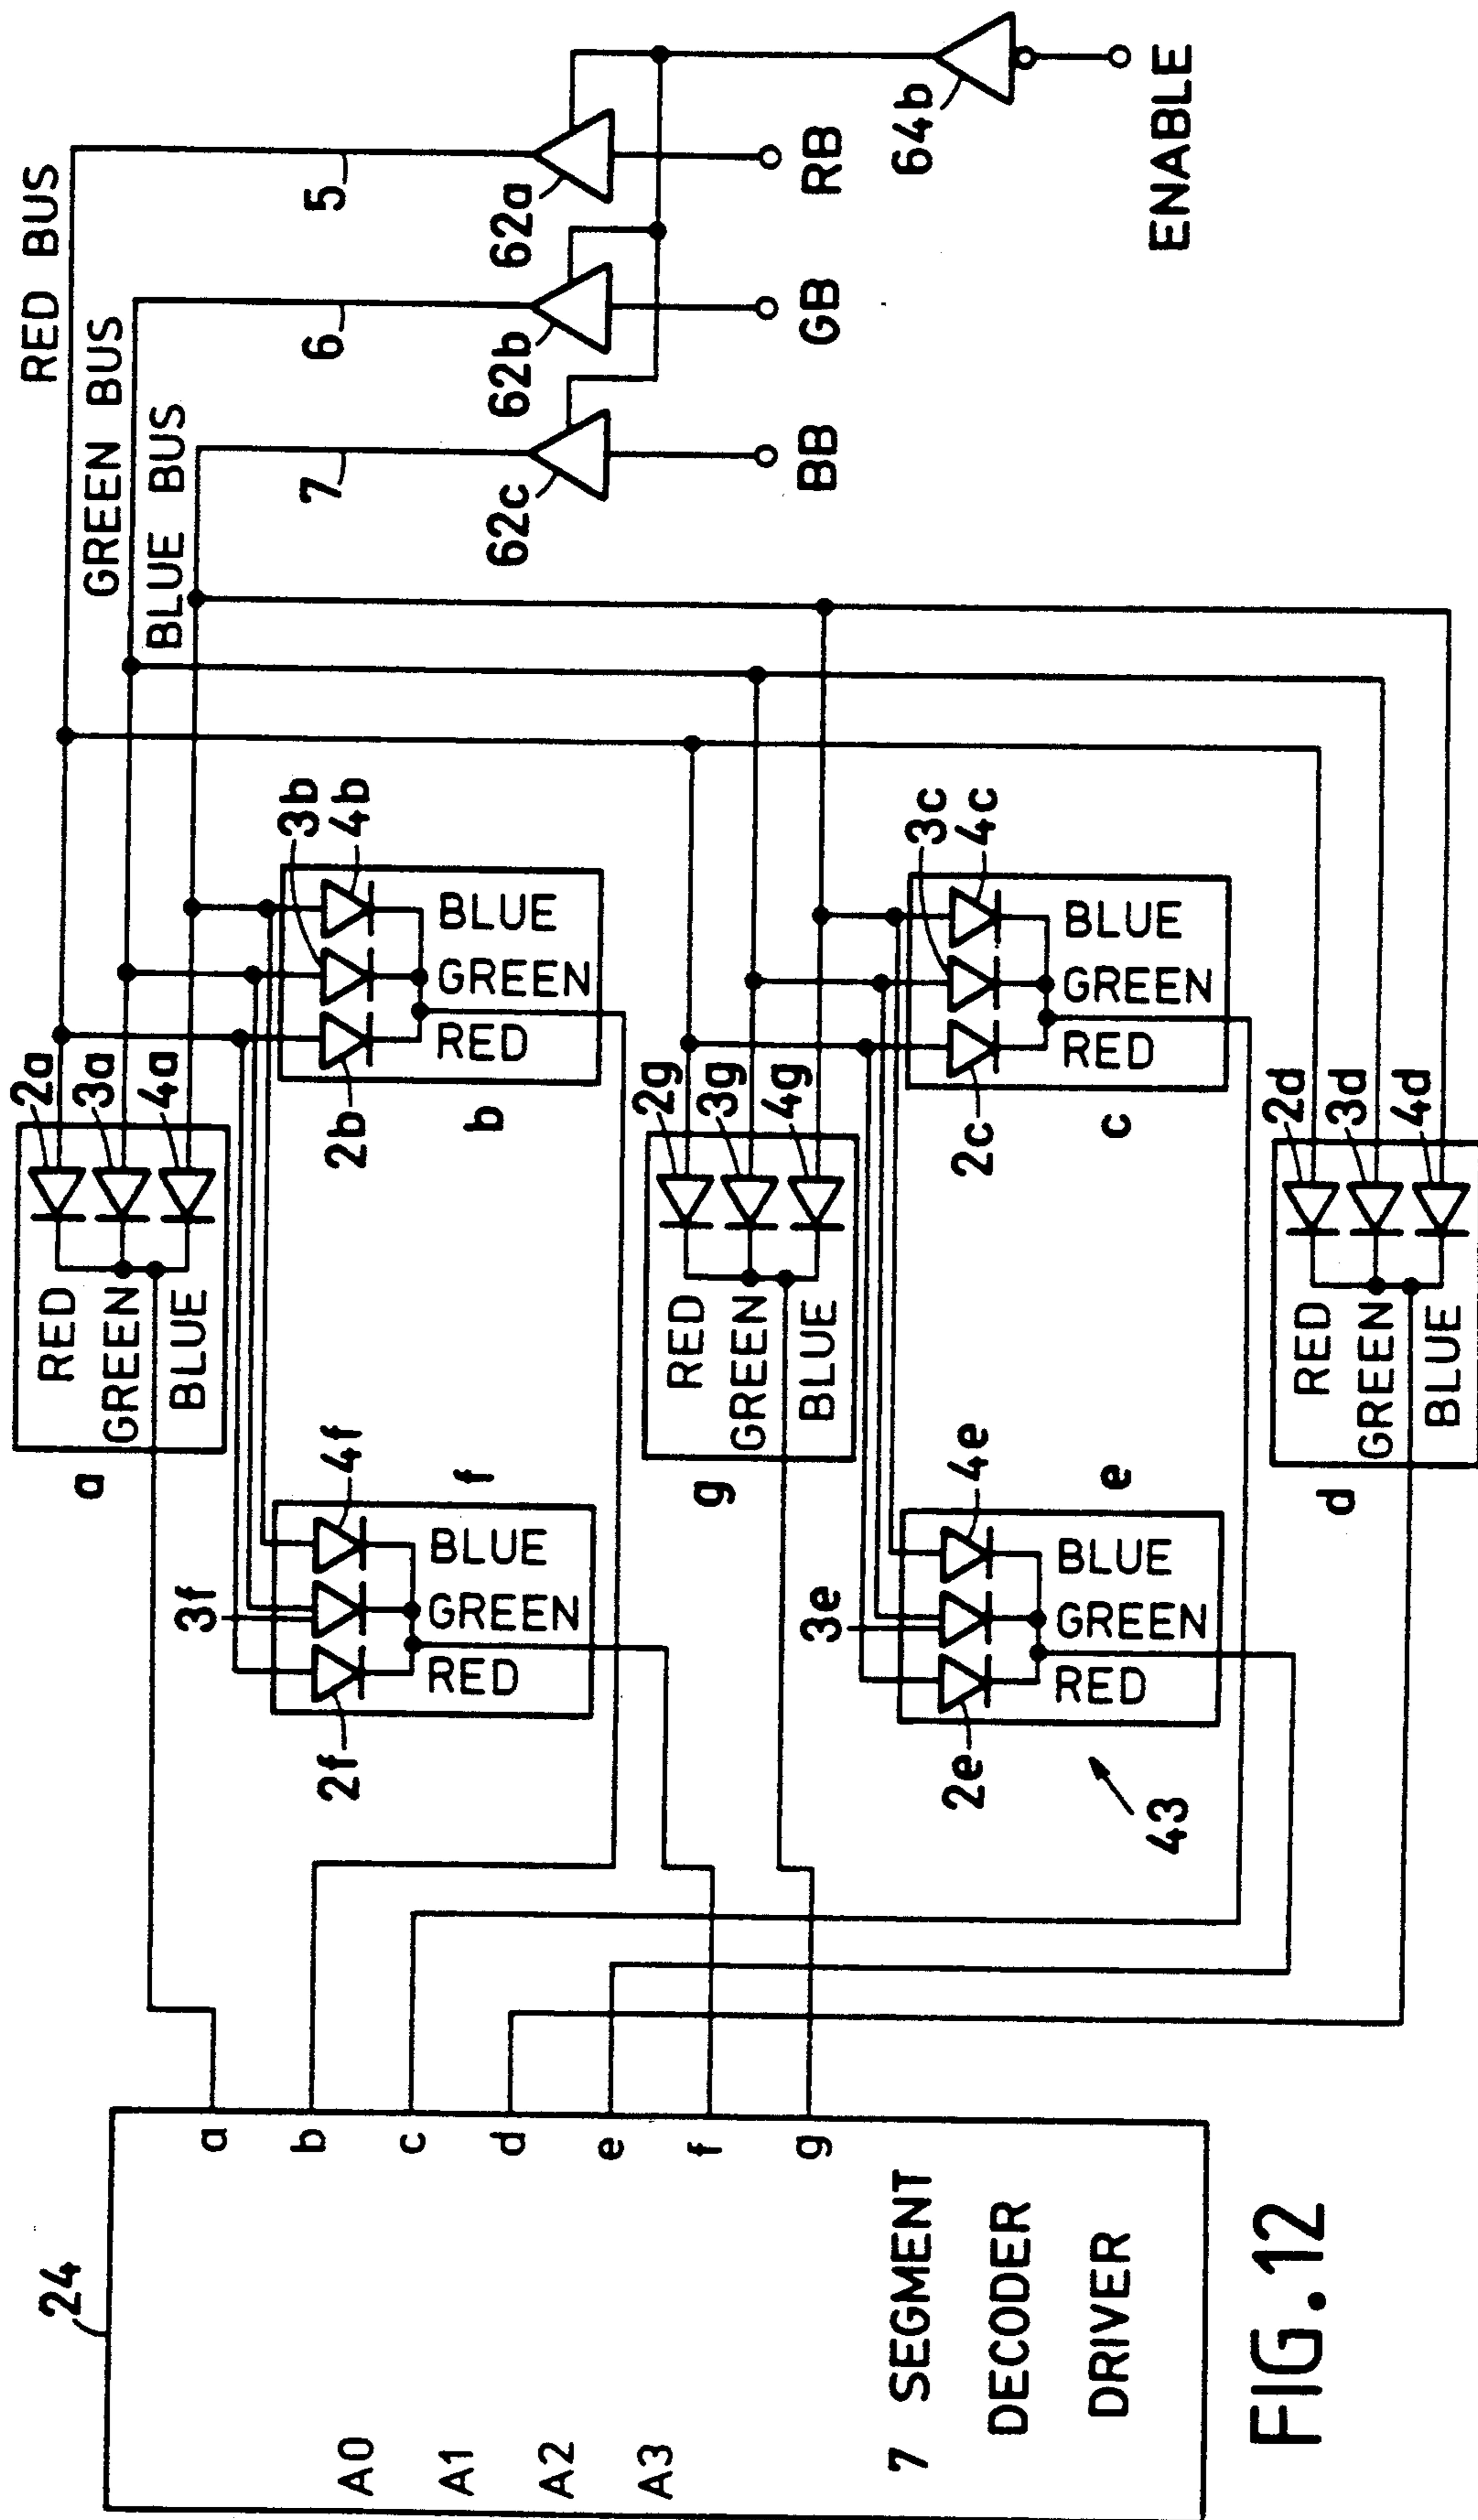 24
A0
A1
A2
A3
7 SEGMENT
DECODER
DRIVER
a
b
c
d
e
f
g
a
RED
GREEN
BLUE
2a
3a
4a
f
2f
3f
4f
RED
GREEN
BLUE
b
2b
3b
4b
RED
GREEN
BLUE
g
RED
GREEN
BLUE
2g
3g
4g
e
2e
3e
4e
RED
GREEN
BLUE
c
2c
3c
4c
RED
GREEN
BLUE
d
RED
GREEN
BLUE
2d
3d
4d
43
RED BUS
GREEN BUS
BLUE BUS
5
6
7
62a
62b
62c
64b
BB
GB
RB
ENABLE
FIG.12